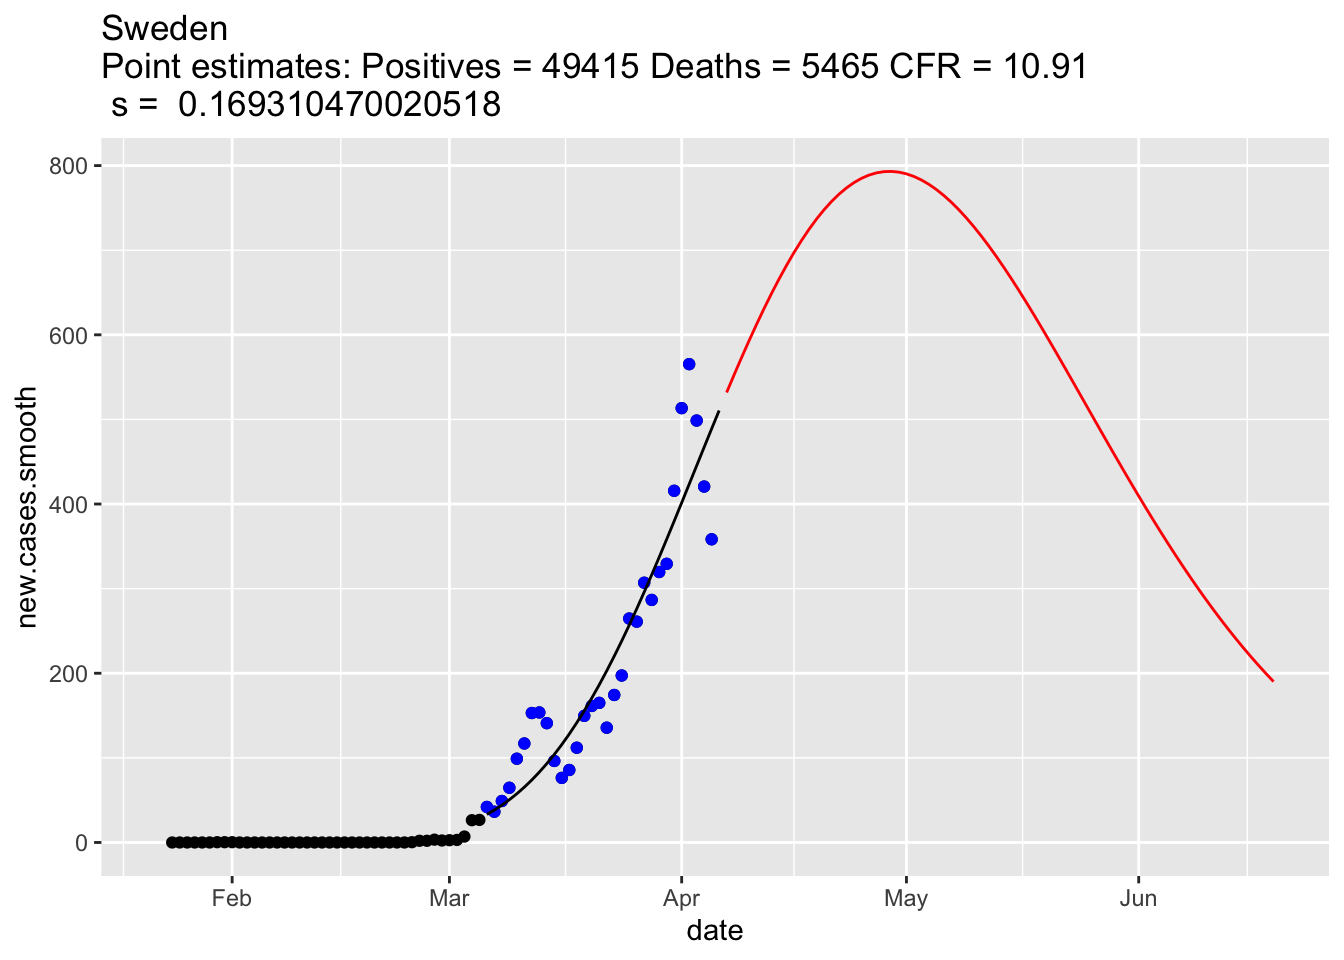 Sweden
Point estimates: Positives = 49415 Deaths = 5465 CFR = 10.91
s = 0.169310470020518
800
600
400
200
0
new.cases.smooth
Feb Mar Apr May Jun
date